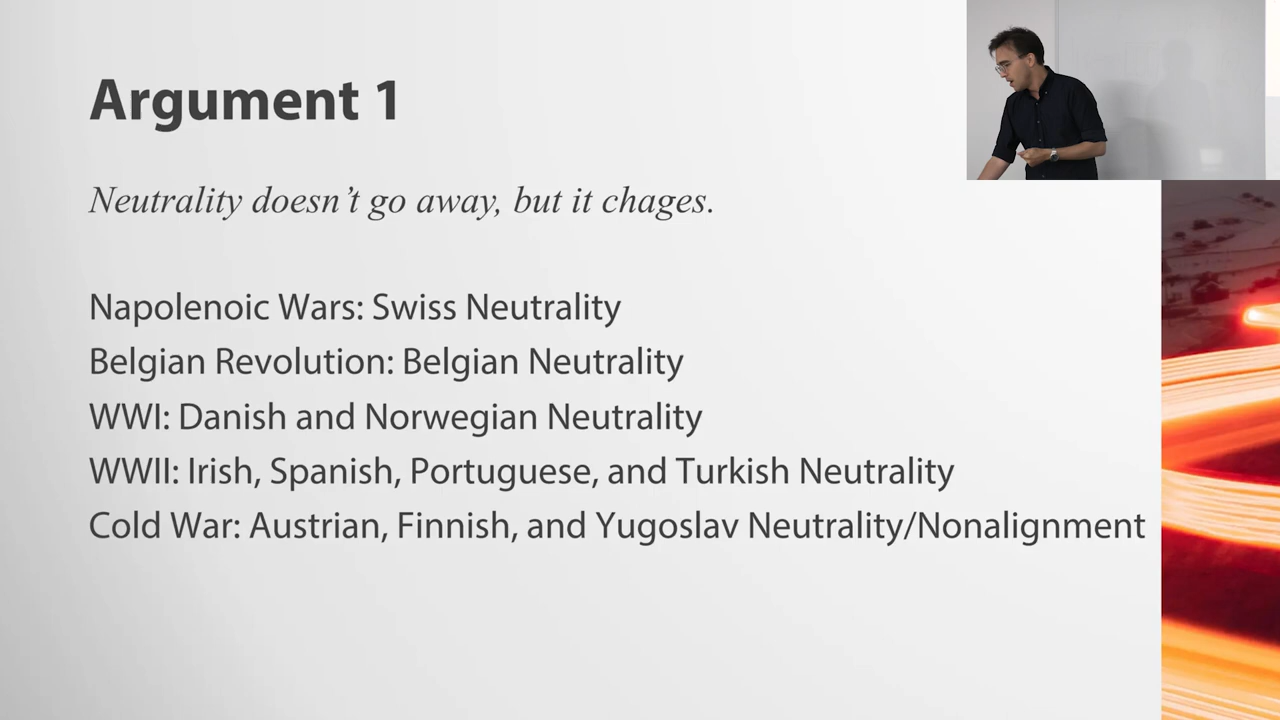 Argument 1
Neutrality doesn’t go away, but it chages.
Napolenoic Wars: Swiss Neutrality
Belgian Revolution: Belgian Neutrality
WWI: Danish and Norwegian Neutrality
WWII: Irish, Spanish, Portuguese, and Turkish Neutrality
Cold War: Austrian, Finnish, and Yugoslav Neutrality/Nonalignment